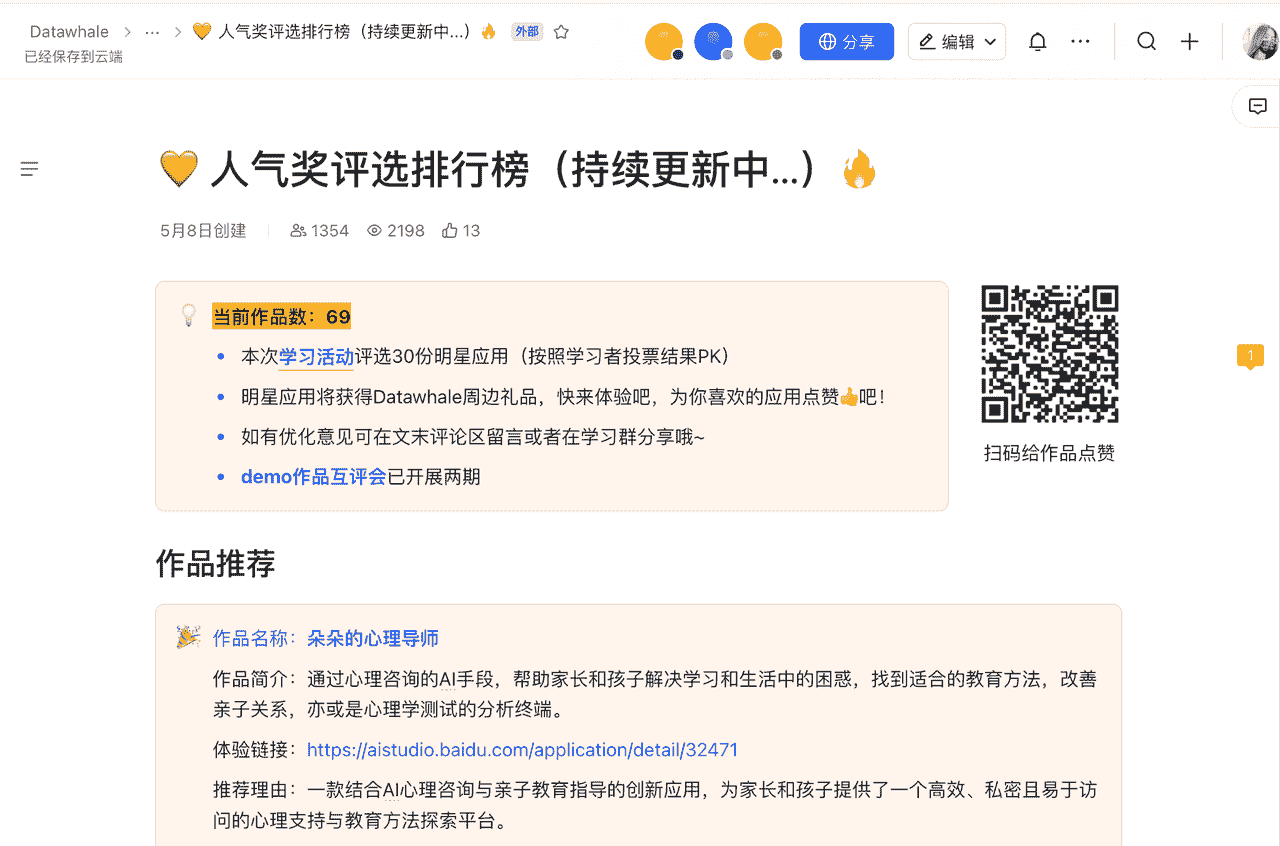 Datawhale > ... > 🧡 人气奖评选排行榜（持续更新中...）🔥 外部
已经保存到云端
分享
编辑
🧡 人气奖评选排行榜（持续更新中...）🔥
5月8日创建 1354 2198 13
当前作品数：69
本次学习活动评选30份明星应用（按照学习者投票结果PK）
明星应用将获得Datawhale周边礼品，快来体验吧，为你喜欢的应用点赞👍吧！
如有优化意见可在文末评论区留言或者在学习群分享哦~
demo作品互评会已开展两期
扫码给作品点赞
1
作品推荐
作品名称：朵朵的心理导师
作品简介：通过心理咨询的AI手段，帮助家长和孩子解决学习和生活中的困惑，找到适合的教育方法，改善
亲子关系，亦或是心理学测试的分析终端。
体验链接：https://aistudio.baidu.com/application/detail/32471
推荐理由：一款结合AI心理咨询与亲子教育指导的创新应用，为家长和孩子提供了一个高效、私密且易于访
问的心理支持与教育方法探索平台。